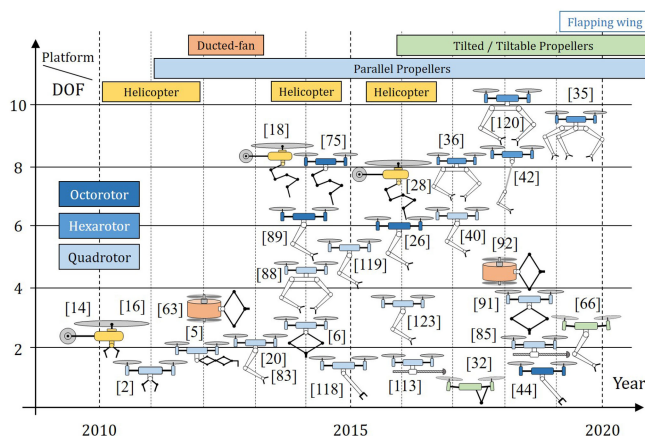 Flapping wing
Ducted-fan
Tilted / Tiltable Propellers
Platform
Parallel Propellers
DOF
Helicopter
Helicopter
Helicopter
10
[35]
[18]
[75]
[36]
[120]
8
[28]
[42]
Octorotor
Hexarotor
Quadrotor
6
[89]
[119]
[26]
[40]
[92]
[88]
4
[14]
[16]
[63]
[5]
[6]
[123]
[91]
[66]
[85]
2
[2]
[20]
[83]
[118]
[113]
[32]
[44]
Year
2010
2015
2020